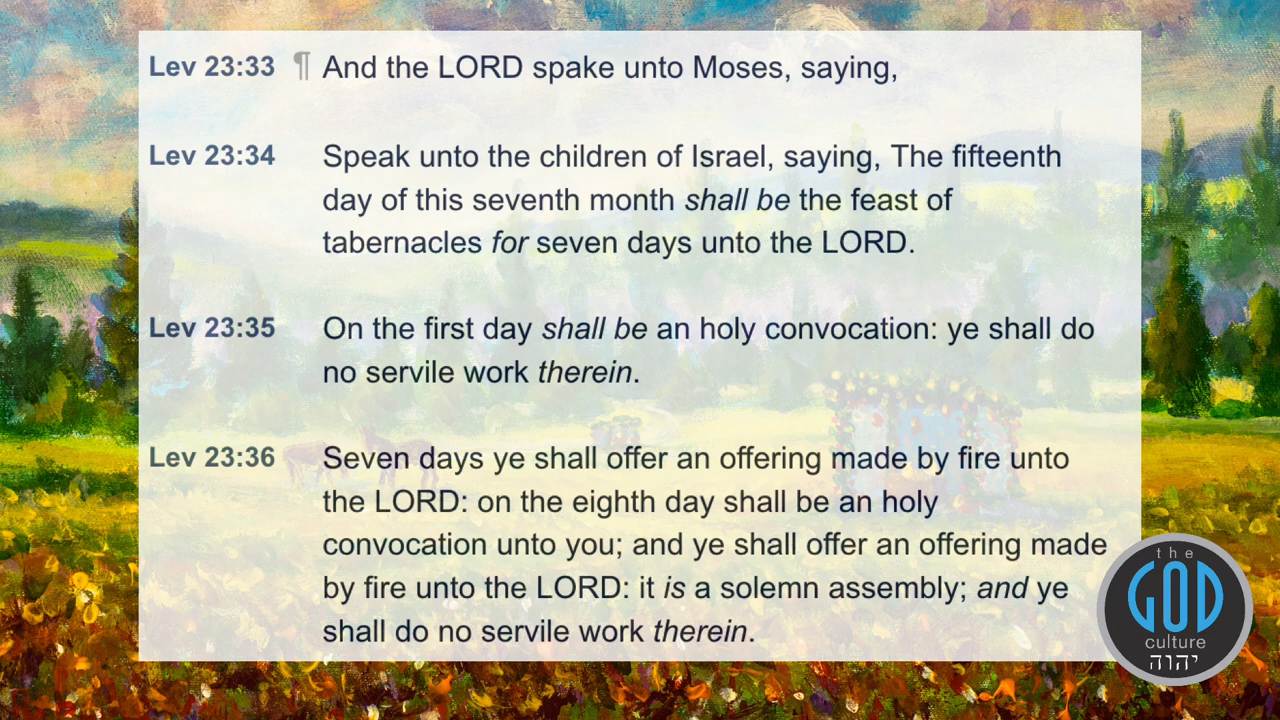 Lev 23:33 ¶ And the LORD spake unto Moses, saying,
Lev 23:34 Speak unto the children of Israel, saying, The fifteenth
day of this seventh month shall be the feast of
tabernacles for seven days unto the LORD.
Lev 23:35 On the first day shall be an holy convocation: ye shall do
no servile work therein.
Lev 23:36 Seven days ye shall offer an offering made by fire unto
the LORD: on the eighth day shall be an holy
convocation unto you; and ye shall offer an offering made
by fire unto the LORD: it is a solemn assembly; and ye
shall do no servile work therein.
the
GOD
culture
יהוה